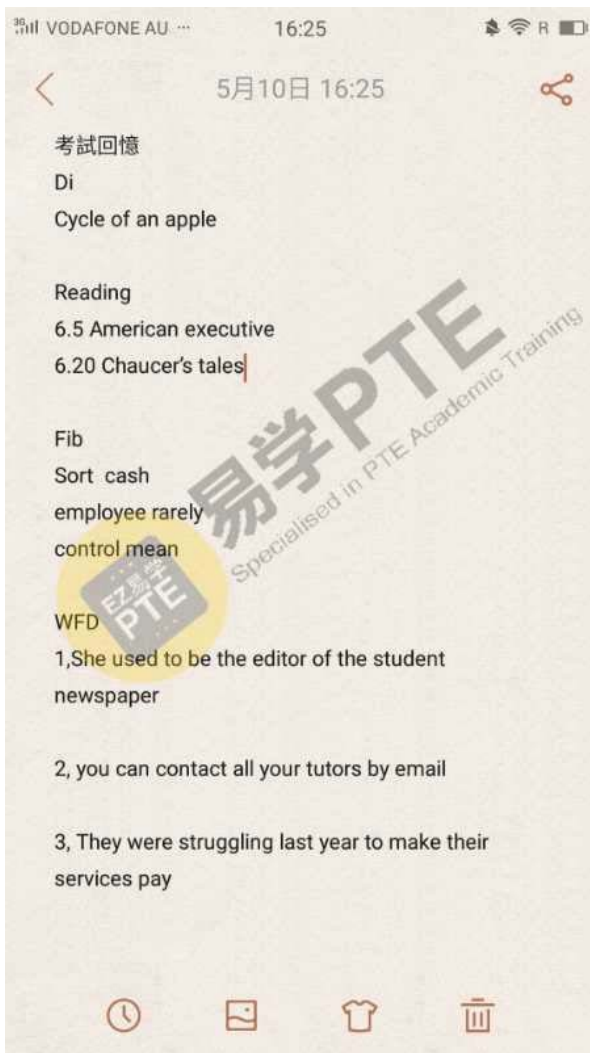 36 VODAFONE AU ··· 16:25 R
5月10日 16:25
考試回憶
Di
Cycle of an apple
Reading
6.5 American executive
6.20 Chaucer's tales
Fib
Sort  cash
employee rarely
control mean
WFD
1,She used to be the editor of the student
newspaper
2, you can contact all your tutors by email
3, They were struggling last year to make their
services pay
易学PTE
Specialised in PTE Academic Training
EZ易学
PTE